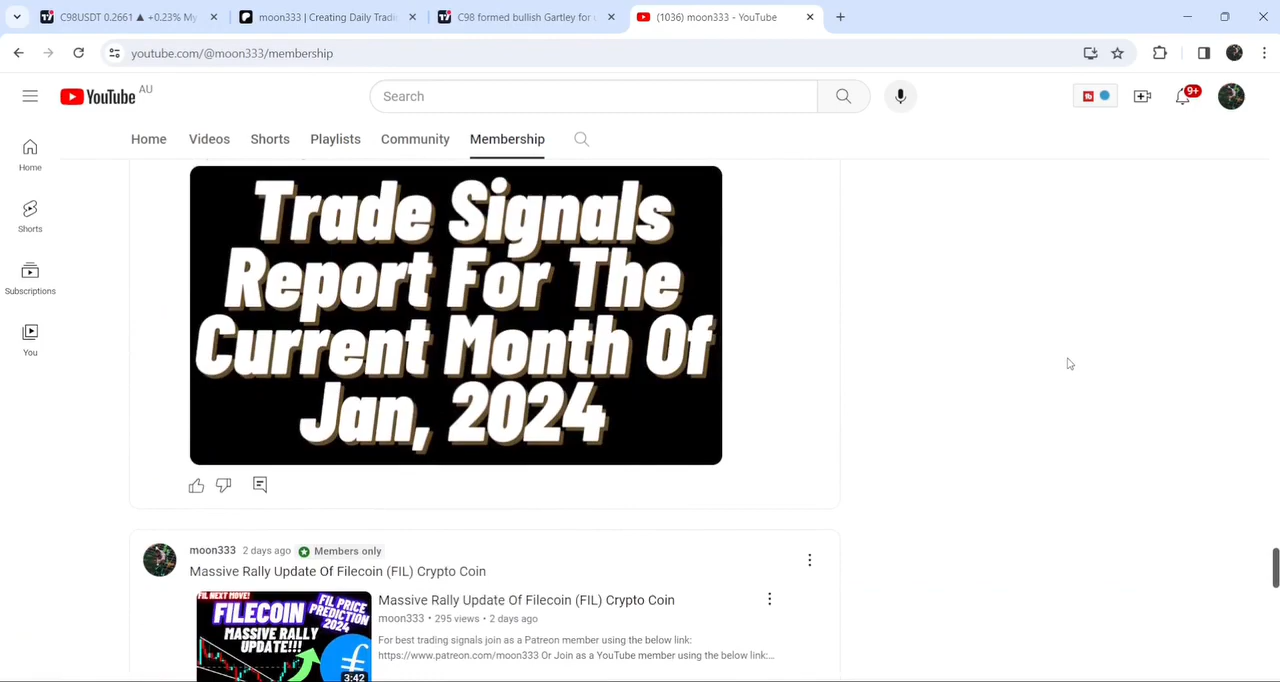 C98USDT 0.2661 ▲ +0.23% My
moon333 | Creating Daily Tradi
C98 formed bullish Gartley for
(1036) moon333 - YouTube
youtube.com/@moon333/membership
YouTube AU
Search
9+
Home Videos Shorts Playlists Community Membership
Home
Shorts
Subscriptions
You
Trade Signals
Report For The
Current Month Of
Jan, 2024
moon333 2 days ago Members only
Massive Rally Update Of Filecoin (FIL) Crypto Coin
FIL NEXT MOVE!
FILECOIN
MASSIVE RALLY
UPDATE!!!
FIL PRICE
PREDICTION
2024
3:42
Massive Rally Update Of Filecoin (FIL) Crypto Coin
moon333 • 295 views • 2 days ago
For best trading signals join as a Patreon member using the below link:
https://www.patreon.com/moon333 Or Join as a YouTube member using the below link:...